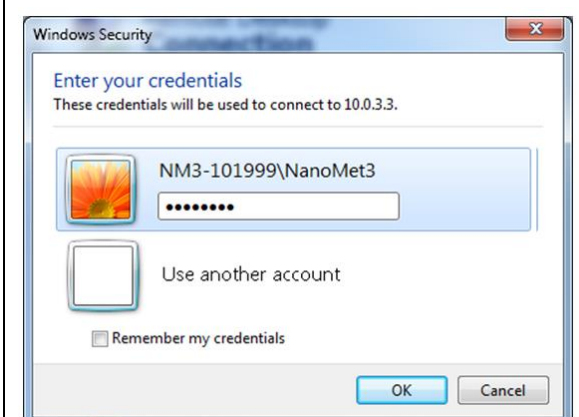 Windows Security
Enter your credentials
These credentials will be used to connect to 10.0.3.3.
NM3-101999\NanoMet3
••••••••
Use another account
Remember my credentials
OK
Cancel